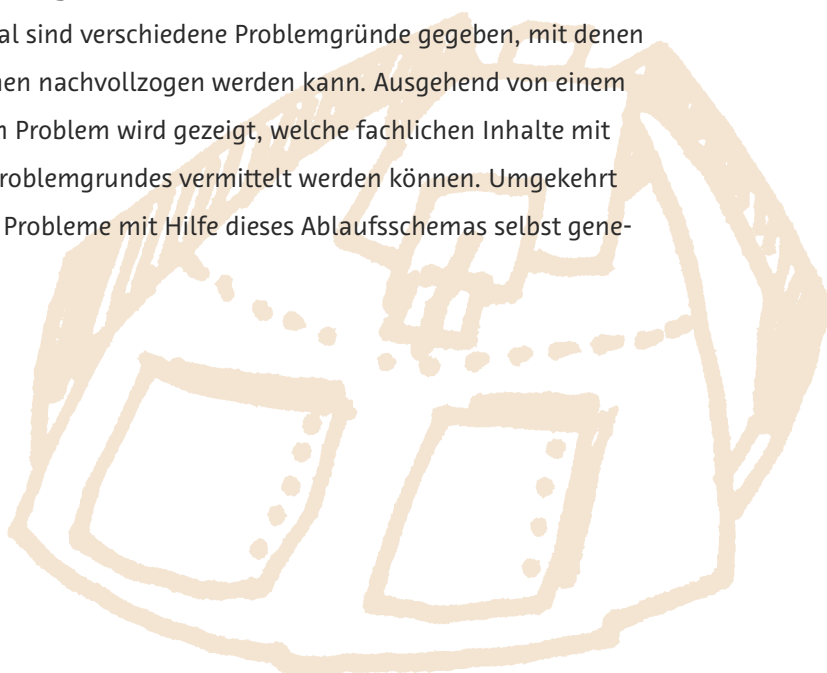 al sind verschiedene Problemgründe gegeben, mit denen
nen nachvollzogen werden kann. Ausgehend von einem
Problem wird gezeigt, welche fachlichen Inhalte mit
roblemgrundes vermittelt werden können. Umgekehrt
Probleme mit Hilfe dieses Ablaufsschemas selbst gene-